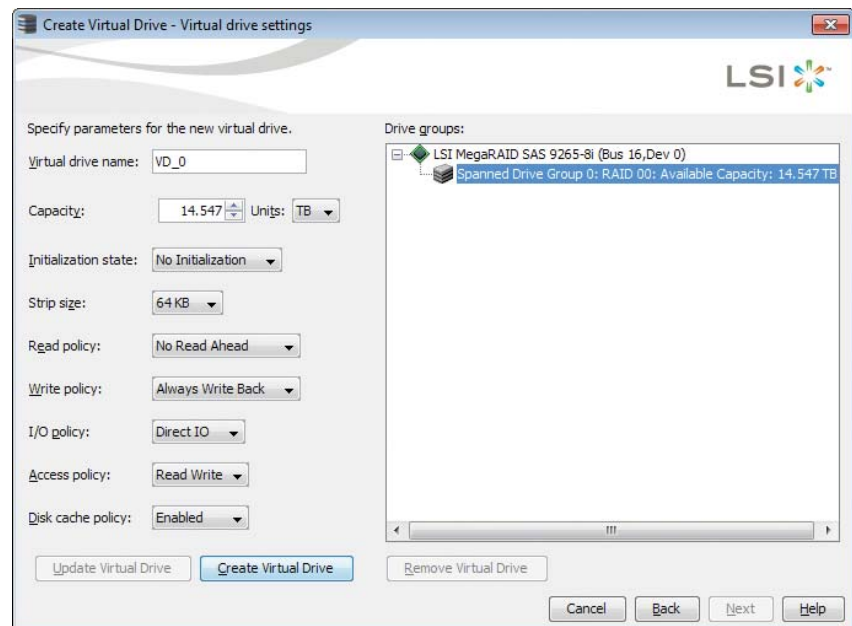 Create Virtual Drive - Virtual drive settings
LSI
Specify parameters for the new virtual drive.
Virtual drive name: VD_0
Capacity: 14.547 Units: TB
Initialization state: No Initialization
Strip size: 64 KB
Read policy: No Read Ahead
Write policy: Always Write Back
I/O policy: Direct IO
Access policy: Read Write
Disk cache policy: Enabled
Update Virtual Drive Create Virtual Drive
Drive groups:
LSI MegaRAID SAS 9265-8i (Bus 16,Dev 0)
Spanned Drive Group 0: RAID 00: Available Capacity: 14.547 TB
Remove Virtual Drive
Cancel Back Next Help